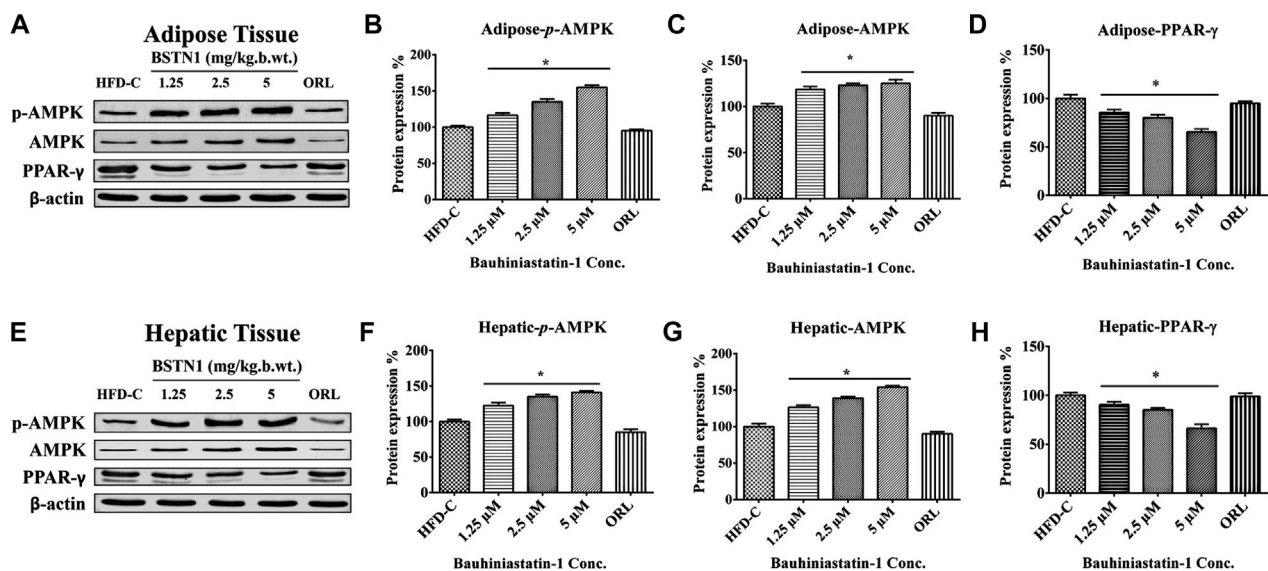 A
Adipose Tissue
BSTN1 (mg/kg.b.wt.)
HFD-C 1.25 2.5 5 ORL
p-AMPK
AMPK
PPAR-γ
β-actin
B
Adipose-p-AMPK
Protein expression %
200
150
100
50
0
*
HFD-C
1.25 µM
2.5 µM
5 µM
ORL
Bauhiniastatin-1 Conc.
C
Adipose-AMPK
Protein expression %
150
100
50
0
*
HFD-C
1.25 µM
2.5 µM
5 µM
ORL
Bauhiniastatin-1 Conc.
D
Adipose-PPAR-γ
Protein expression %
150
100
50
0
*
HFD-C
1.25 µM
2.5 µM
5 µM
ORL
Bauhiniastatin-1 Conc.
E
Hepatic Tissue
BSTN1 (mg/kg.b.wt.)
HFD-C 1.25 2.5 5 ORL
p-AMPK
AMPK
PPAR-γ
β-actin
F
Hepatic-p-AMPK
Protein expression %
200
150
100
50
0
*
HFD-C
1.25 µM
2.5 µM
5 µM
ORL
Bauhiniastatin-1 Conc.
G
Hepatic-AMPK
Protein expression %
200
150
100
50
0
*
HFD-C
1.25 µM
2.5 µM
5 µM
ORL
Bauhiniastatin-1 Conc.
H
Hepatic-PPAR-γ
Protein expression %
150
100
50
0
*
HFD-C
1.25 µM
2.5 µM
5 µM
ORL
Bauhiniastatin-1 Conc.